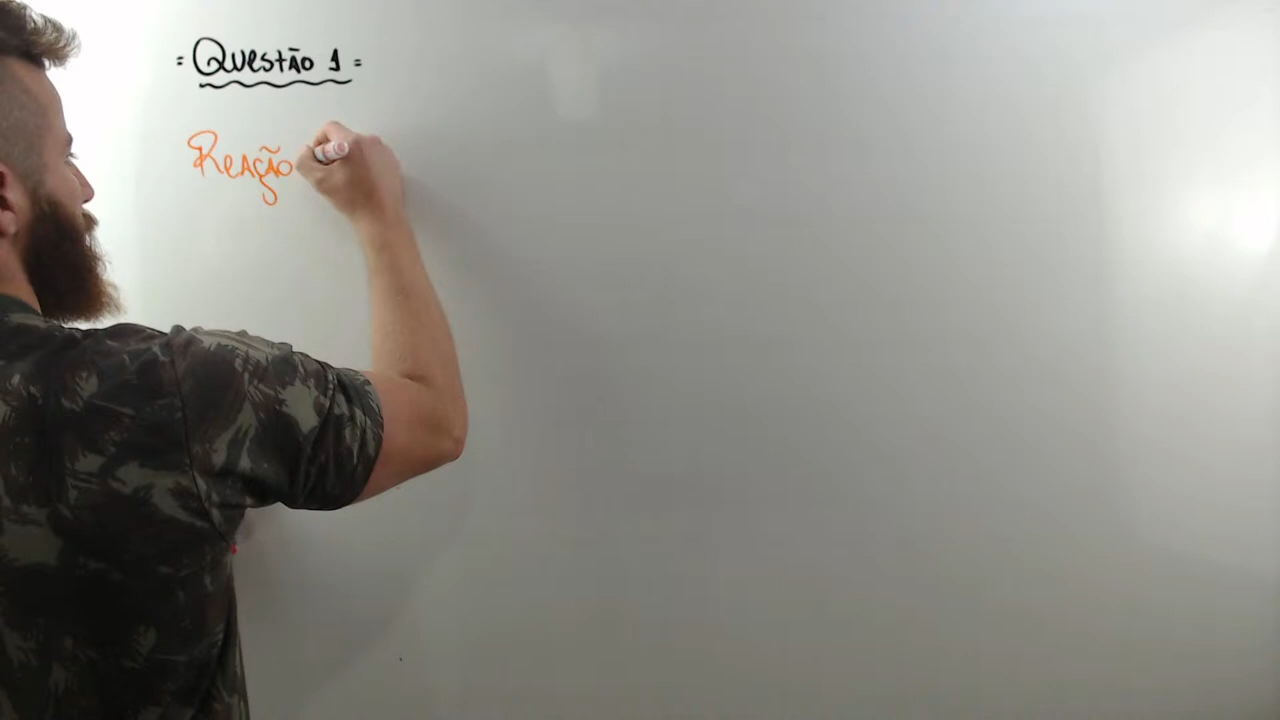 = Questão 1 =
Reação